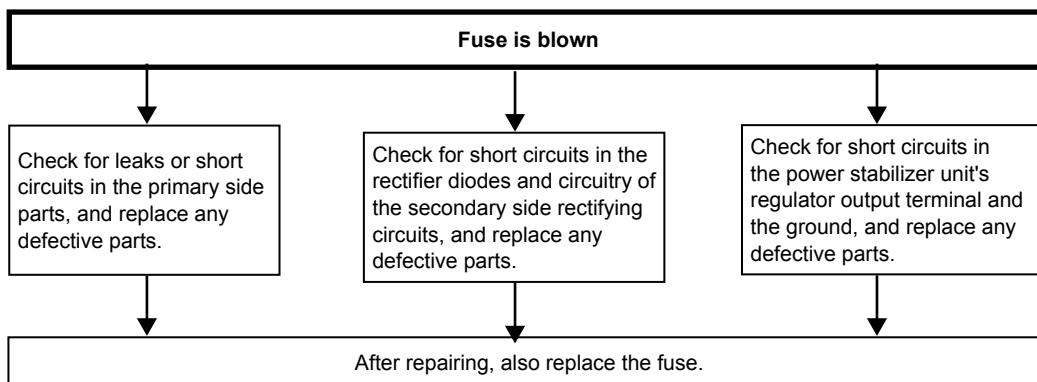 Fuse is blown
Check for leaks or short
circuits in the primary side
parts, and replace any
defective parts.
Check for short circuits in the
rectifier diodes and circuitry of
the secondary side rectifying
circuits, and replace any
defective parts.
Check for short circuits in
the power stabilizer unit's
regulator output terminal and
the ground, and replace any
defective parts.
After repairing, also replace the fuse.